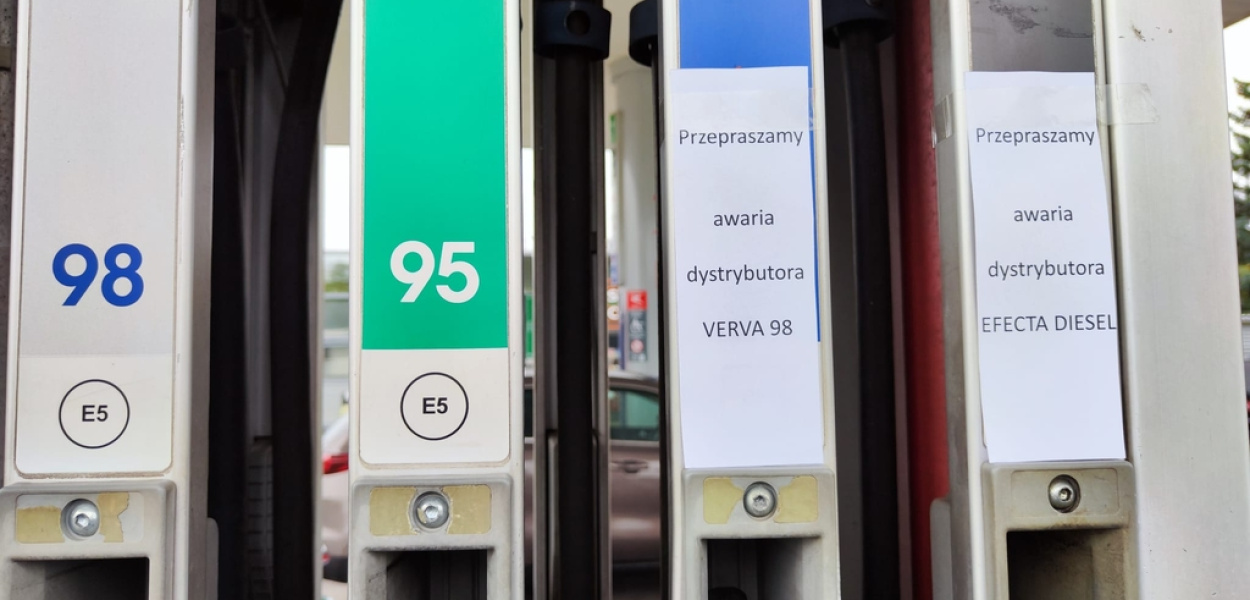 98
E5
95
E5
Przepraszamy
awaria
dystrybutora
VERVA 98
Przepraszamy
awaria
dystrybutora
EFECTA DIESEL